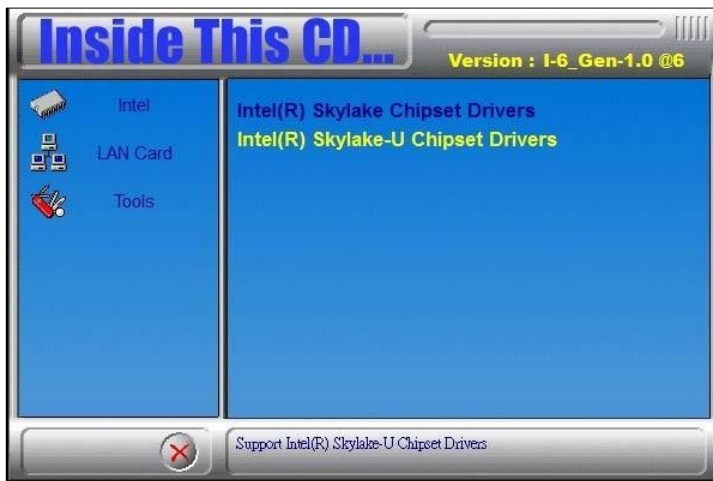 Inside This CD...
Version : I-6_Gen-1.0 @6
Intel
LAN Card
Tools
Intel(R) Skylake Chipset Drivers
Intel(R) Skylake-U Chipset Drivers
Support Intel(R) Skylake-U Chipset Drivers